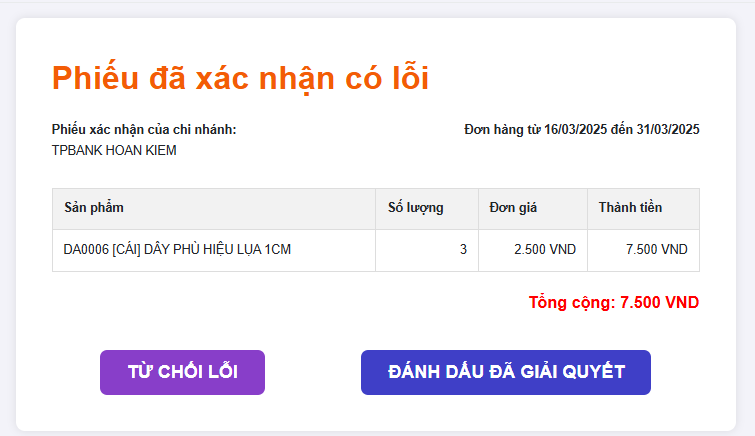 Phiếu đã xác nhận có lỗi
Phiếu xác nhận của chi nhánh: Đơn hàng từ 16/03/2025 đến 31/03/2025
TPBANK HOAN KIEM
Sản phẩm Số lượng Đơn giá Thành tiền
DA0006 [CÁI] DÂY PHÙ HIỆU LỤA 1CM 3 2.500 VND 7.500 VND
Tổng cộng: 7.500 VND
TỪ CHỐI LỖI ĐÁNH DẤU ĐÃ GIẢI QUYẾT